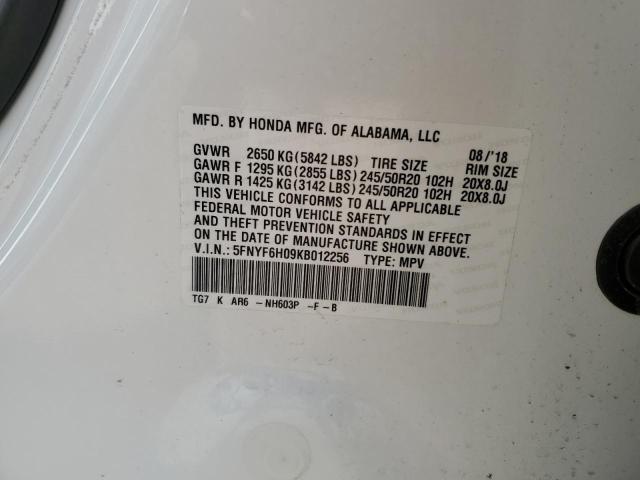 MFD. BY HONDA MFG. OF ALABAMA, LLC
GVWR 2650 KG (5842 LBS) TIRE SIZE 08/'18 RIM SIZE
GAWR F 1295 KG (2855 LBS) 245/50R20 102H 20X8.0J
GAWR R 1425 KG (3142 LBS) 245/50R20 102H 20X8.0J
THIS VEHICLE CONFORMS TO ALL APPLICABLE
FEDERAL MOTOR VEHICLE SAFETY
AND THEFT PREVENTION STANDARDS IN EFFECT
ON THE DATE OF MANUFACTURE SHOWN ABOVE.
V.I.N.: 5FNYF6H09KB012256 TYPE: MPV
TG7 K AR6 -NH603P -F-B